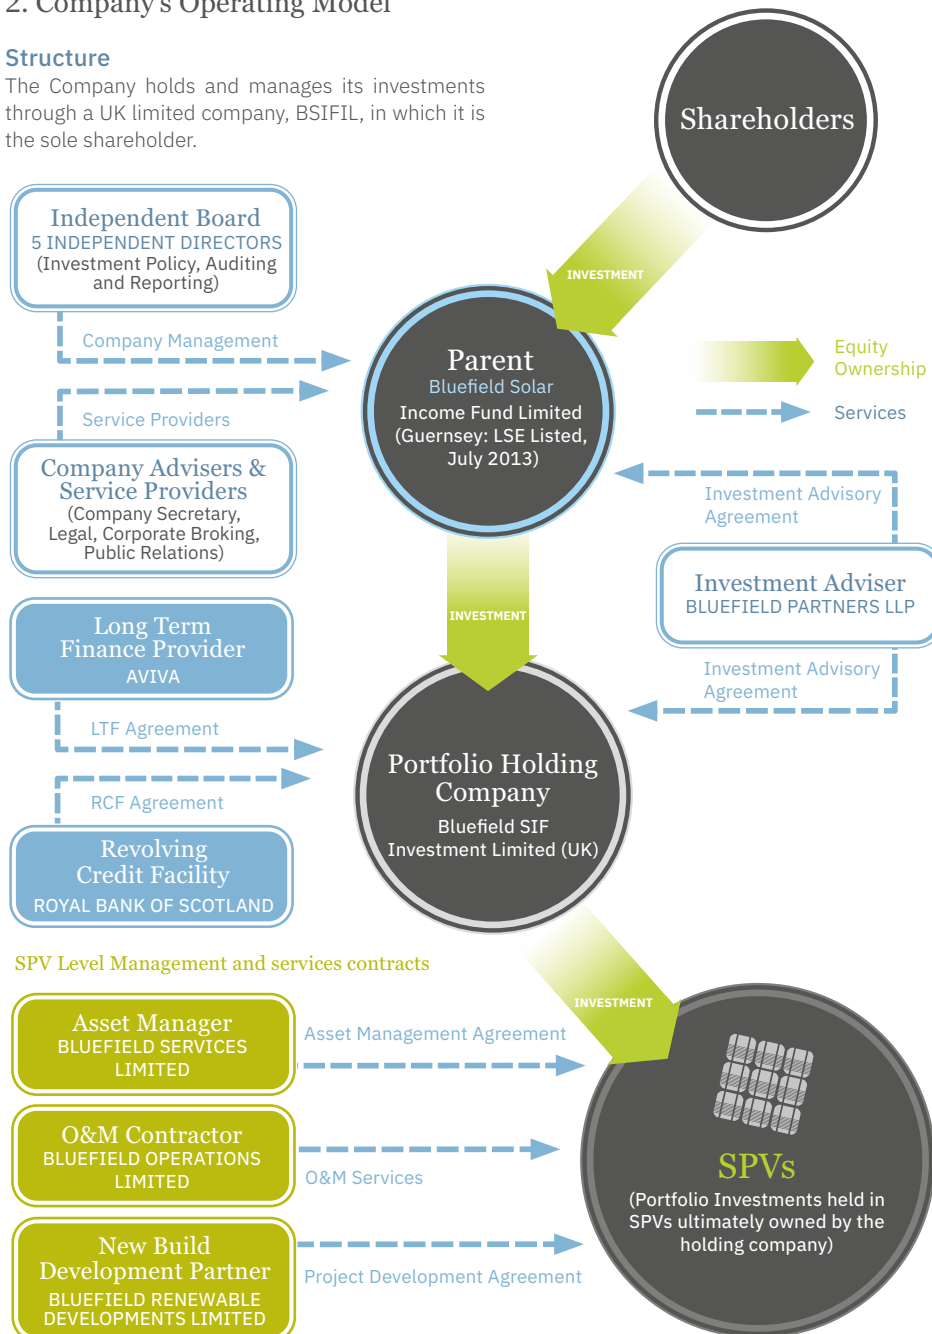 2. Company's Operating Model
Structure
The Company holds and manages its investments
through a UK limited company, BSIFIL, in which it is
the sole shareholder.
Shareholders
INVESTMENT
Independent Board
5 INDEPENDENT DIRECTORS
(Investment Policy, Auditing
and Reporting)
Company Management
Service Providers
Company Advisers &
Service Providers
(Company Secretary,
Legal, Corporate Broking,
Public Relations)
Parent
Bluefield Solar
Income Fund Limited
(Guernsey: LSE Listed,
July 2013)
Equity
Ownership
Services
Investment Advisory
Agreement
Investment Adviser
BLUEFIELD PARTNERS LLP
Investment Advisory
Agreement
INVESTMENT
Long Term
Finance Provider
AVIVA
LTF Agreement
RCF Agreement
Revolving
Credit Facility
ROYAL BANK OF SCOTLAND
Portfolio Holding
Company
Bluefield SIF
Investment Limited (UK)
INVESTMENT
SPV Level Management and services contracts
Asset Manager
BLUEFIELD SERVICES
LIMITED
Asset Management Agreement
O&M Contractor
BLUEFIELD OPERATIONS
LIMITED
O&M Services
New Build
Development Partner
BLUEFIELD RENEWABLE
DEVELOPMENTS LIMITED
Project Development Agreement
SPVs
(Portfolio Investments held in
SPVs ultimately owned by the
holding company)